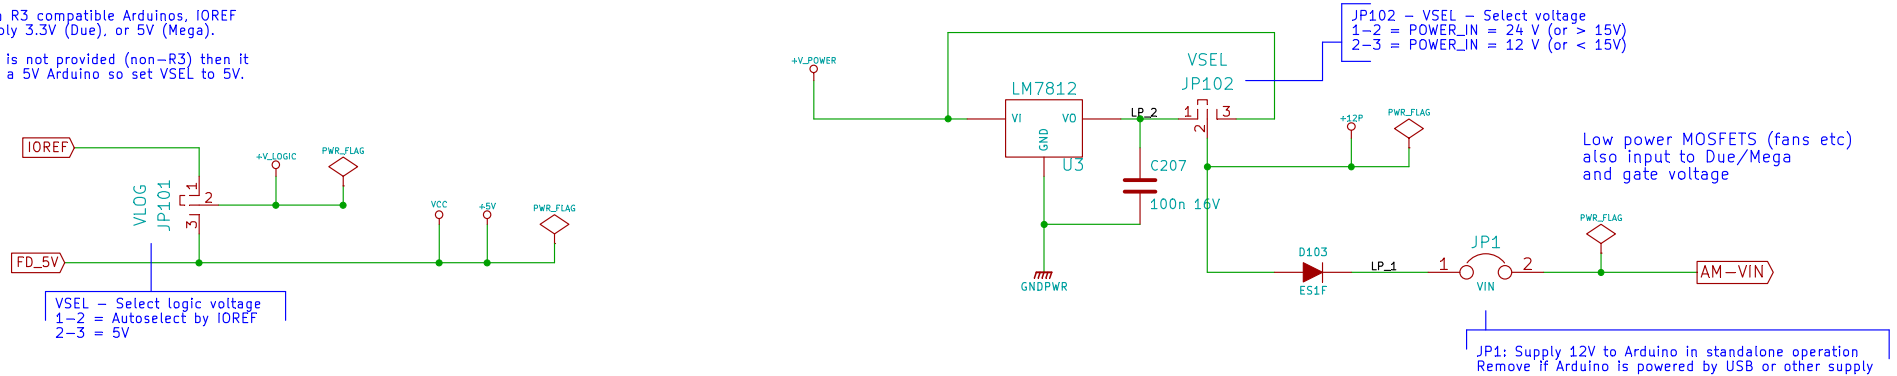 R3 compatible Arduinos, IOREF
3.3V (Due), or 5V (Mega).
is not provided (non-R3) then it
a 5V Arduino so set VSEL to 5V.
IOREF
VLOG
JP101
1
2
3
+V_LOGIC
PWR_FLAG
FD_5V
VCC
+5V
PWR_FLAG
VSEL - Select logic voltage
1-2 = Autoselect by IOREF
2-3 = 5V
+V_POWER
LM7812
VI
VO
GND
U3
LP_2
C207
100n 16V
GNDPWR
VSEL
JP102
1
2
3
JP102 - VSEL - Select voltage
1-2 = POWER_IN = 24 V (or > 15V)
2-3 = POWER_IN = 12 V (or < 15V)
+12P
PWR_FLAG
Low power MOSFETS (fans etc)
also input to Due/Mega
and gate voltage
D103
ES1F
LP_1
JP1
1
2
VIN
PWR_FLAG
AM-VIN
JP1: Supply 12V to Arduino in standalone operation
Remove if Arduino is powered by USB or other supply